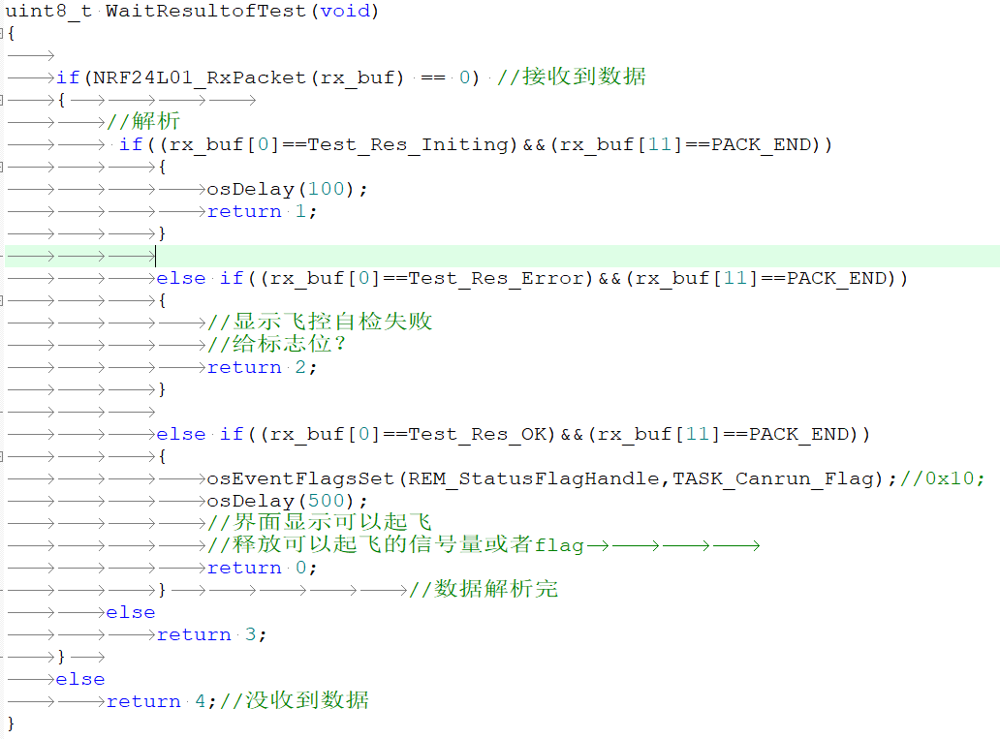 uint8_t WaitResultofTest(void)
{
if(NRF24L01_RxPacket(rx_buf) == 0) //接收到数据
{
//解析
if((rx_buf[0]==Test_Res_Initing)&&(rx_buf[11]==PACK_END))
{
osDelay(100);
return 1;
}
else if((rx_buf[0]==Test_Res_Error)&&(rx_buf[11]==PACK_END))
{
//显示飞控自检失败
//给标志位？
return 2;
}
else if((rx_buf[0]==Test_Res_OK)&&(rx_buf[11]==PACK_END))
{
osEventFlagsSet(REM_StatusFlagHandle,TASK_Canrun_Flag);//0x10;
osDelay(500);
//界面显示可以起飞
//释放可以起飞的信号量或者flag
return 0;
} //数据解析完
else
return 3;
}
else
return 4;//没收到数据
}